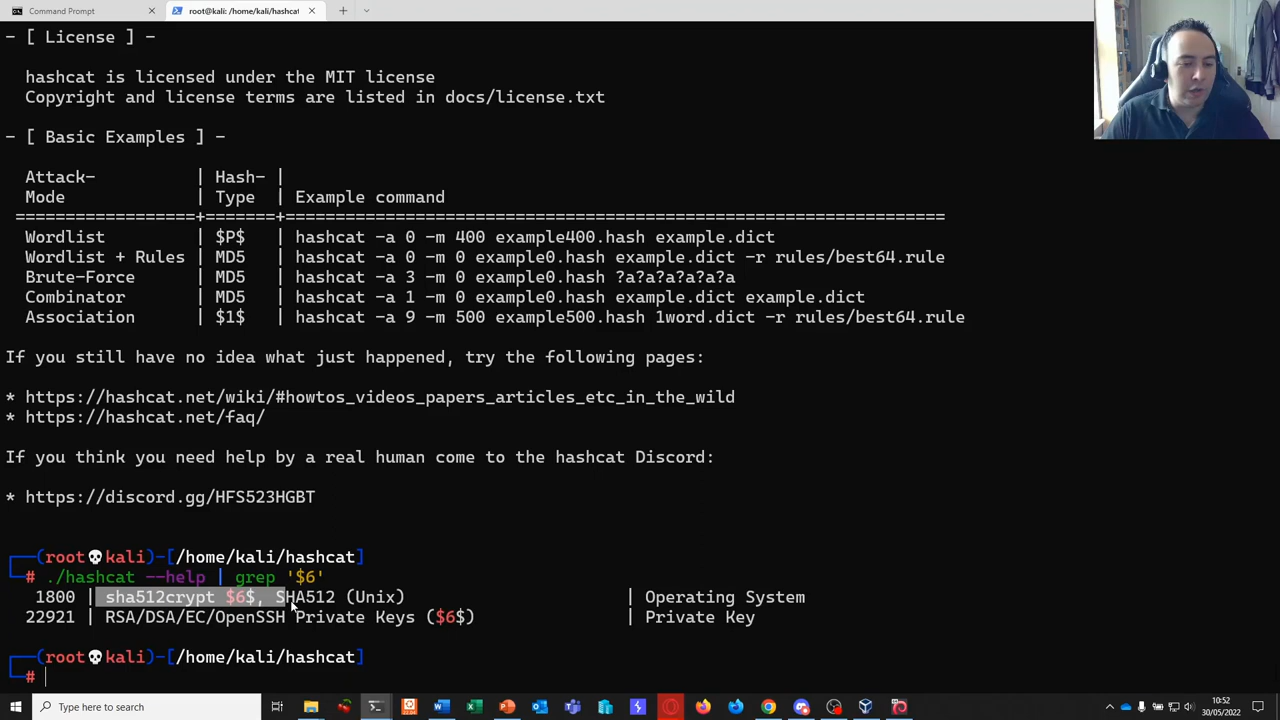 Command Prompt
root@kali: /home/kali/hashcat
- [ License ] -
hashcat is licensed under the MIT license
Copyright and license terms are listed in docs/license.txt
- [ Basic Examples ] -
Attack- | Hash- |
Mode | Type | Example command
==================+=======+==================================================================
Wordlist | $P$ | hashcat -a 0 -m 400 example400.hash example.dict
Wordlist + Rules | MD5 | hashcat -a 0 -m 0 example0.hash example.dict -r rules/best64.rule
Brute-Force | MD5 | hashcat -a 3 -m 0 example0.hash ?a?a?a?a?a?a
Combinator | MD5 | hashcat -a 1 -m 0 example0.hash example.dict example.dict
Association | $1$ | hashcat -a 9 -m 500 example500.hash 1word.dict -r rules/best64.rule
If you still have no idea what just happened, try the following pages:
* https://hashcat.net/wiki/#howtos_videos_papers_articles_etc_in_the_wild
* https://hashcat.net/faq/
If you think you need help by a real human come to the hashcat Discord:
* https://discord.gg/HFS523HGBT
┌──(root💀kali)-[/home/kali/hashcat]
└─# ./hashcat --help | grep '$6'
1800 | sha512crypt $6$, SHA512 (Unix) | Operating System
22921 | RSA/DSA/EC/OpenSSH Private Keys ($6$) | Private Key
┌──(root💀kali)-[/home/kali/hashcat]
└─#
Type here to search
10:52
30/05/2022